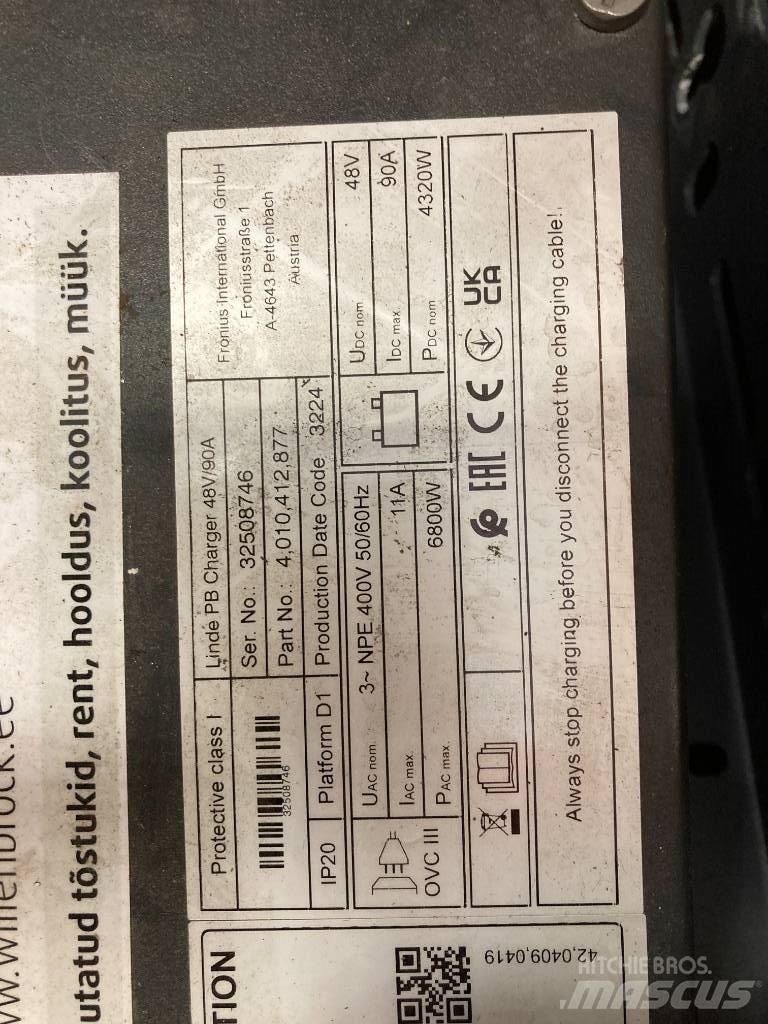 utatud tõstukid, rent, hooldus, koolitus, müük.
Protective class I
Linde PB Charger 48V/90A
Fronius International GmbH
Froniusstraße 1
A-4643 Pettenbach
Austria
32508746
Ser. No.: 32508746
Part No.: 4,010,412,877
IP20
Platform D1
Production Date Code 3224
OVC III
UAC nom. 3~ NPE 400V 50/60Hz
IAC max. 11A
PAC max. 6800W
UDC nom 48V
IDC max. 90A
PDC nom 4320W
EAC CE UK CA
Always stop charging before you disconnect the charging cable!
TION
42,0409,0419
RITCHIE BROS.
MASCUS